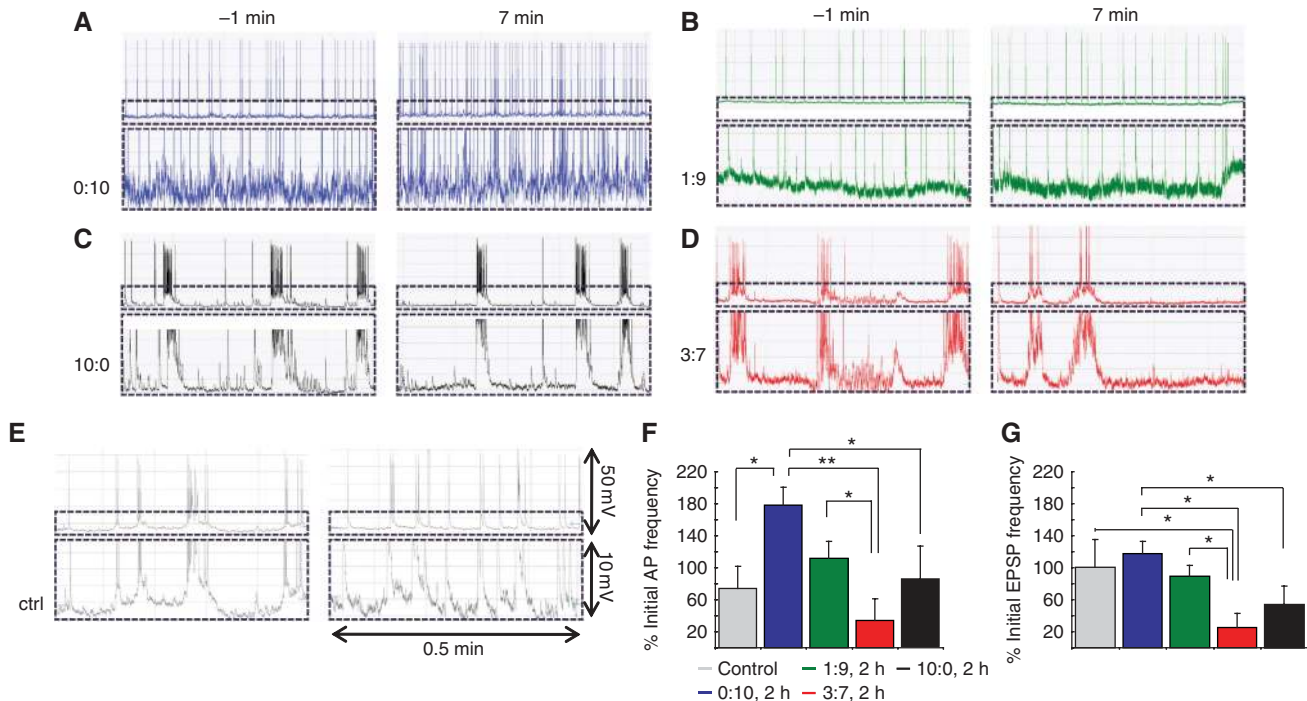 A
–1 min
7 min
0:10
B
–1 min
7 min
1:9
C
10:0
D
3:7
E
50 mV
10 mV
ctrl
0.5 min
F
% Initial AP frequency
220
180
140
100
60
20
*
*
**
*
Control
1:9, 2 h
10:0, 2 h
0:10, 2 h
3:7, 2 h
G
% Initial EPSP frequency
220
180
140
100
60
20
*
*
*
*